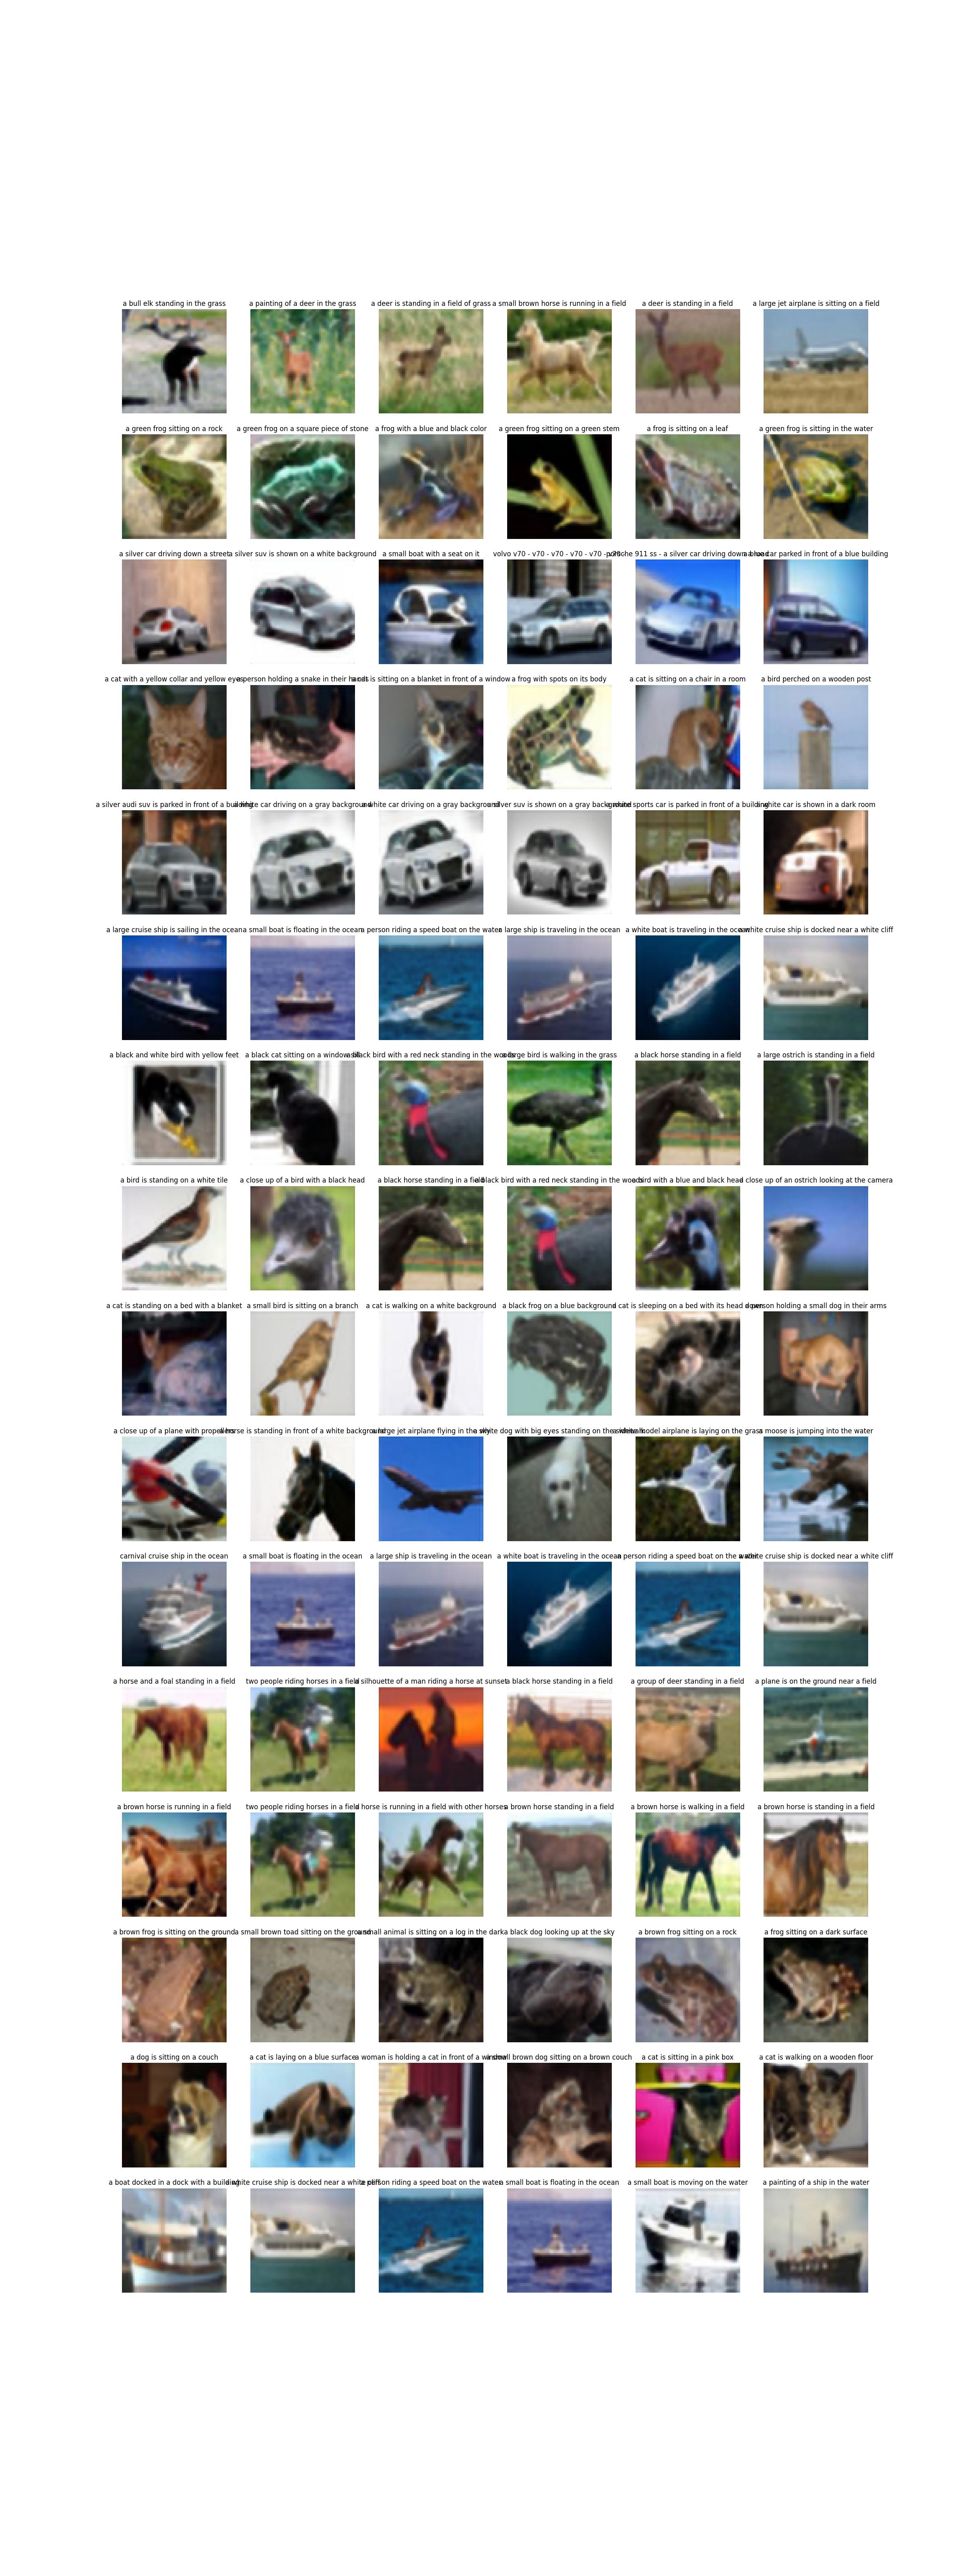 a bull elk standing in the grass
a painting of a deer in the grass
a deer is standing in a field of grass
a small brown horse is running in a field
a deer is standing in a field
a large jet airplane is sitting on a field
a green frog sitting on a rock
a green frog on a square piece of stone
a frog with a blue and black color
a green frog sitting on a green stem
a frog is sitting on a leaf
a green frog is sitting in the water
a silver car driving down a street
a silver suv is shown on a white background
a small boat with a seat on it
volvo v70 - v70 - v70 - v70 - v70 - v70
porsche 911 ss - a silver car driving down a road
a blue car parked in front of a blue building
a cat with a yellow collar and yellow eyes
a person holding a snake in their hands
a cat is sitting on a blanket in front of a window
a frog with spots on its body
a cat is sitting on a chair in a room
a bird perched on a wooden post
a silver audi suv is parked in front of a building
a white car driving on a gray background
a white car driving on a gray background
a silver suv is shown on a gray background
a white sports car is parked in front of a building
a white car is shown in a dark room
a large cruise ship is sailing in the ocean
a small boat is floating in the ocean
a person riding a speed boat on the water
a large ship is traveling in the ocean
a white boat is traveling in the ocean
a white cruise ship is docked near a white cliff
a black and white bird with yellow feet
a black cat sitting on a window sill
a black bird with a red neck standing in the woods
a large bird is walking in the grass
a black horse standing in a field
a large ostrich is standing in a field
a bird is standing on a white tile
a close up of a bird with a black head
a black horse standing in a field
a black bird with a red neck standing in the woods
a bird with a blue and black head
a close up of an ostrich looking at the camera
a cat is standing on a bed with a blanket
a small bird is sitting on a branch
a cat is walking on a white background
a black frog on a blue background
a cat is sleeping on a bed with its head down
a person holding a small dog in their arms
a close up of a plane with propellers
a horse is standing in front of a white background
a large jet airplane flying in the sky
a white dog with big eyes standing on the sidewalk
a white model airplane is laying on the grass
a moose is jumping into the water
carnival cruise ship in the ocean
a small boat is floating in the ocean
a large ship is traveling in the ocean
a white boat is traveling in the ocean
a person riding a speed boat on the water
a white cruise ship is docked near a white cliff
a horse and a foal standing in a field
two people riding horses in a field
a silhouette of a man riding a horse at sunset
a black horse standing in a field
a group of deer standing in a field
a plane is on the ground near a field
a brown horse is running in a field
two people riding horses in a field
a horse is running in a field with other horses
a brown horse standing in a field
a brown horse is walking in a field
a brown horse is standing in a field
a brown frog is sitting on the ground
a small brown toad sitting on the ground
a small animal is sitting on a log in the dark
a black dog looking up at the sky
a brown frog sitting on a rock
a frog sitting on a dark surface
a dog is sitting on a couch
a cat is laying on a blue surface
a woman is holding a cat in front of a window
a small brown dog sitting on a brown couch
a cat is sitting in a pink box
a cat is walking on a wooden floor
a boat docked in a dock with a building
a white cruise ship is docked near a white cliff
a person riding a speed boat on the water
a small boat is floating in the ocean
a small boat is moving on the water
a painting of a ship in the water